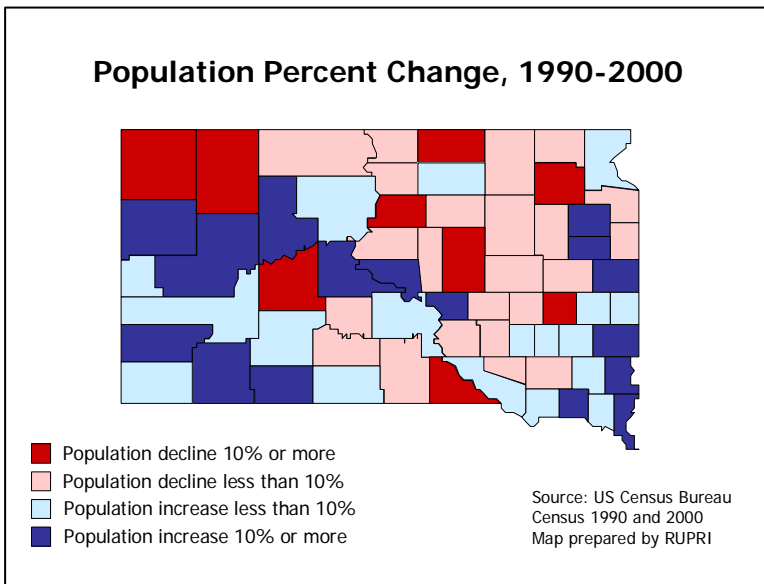 Population Percent Change, 1990-2000
Population decline 10% or more
Population decline less than 10%
Population increase less than 10%
Population increase 10% or more
Source: US Census Bureau
Census 1990 and 2000
Map prepared by RUPRI